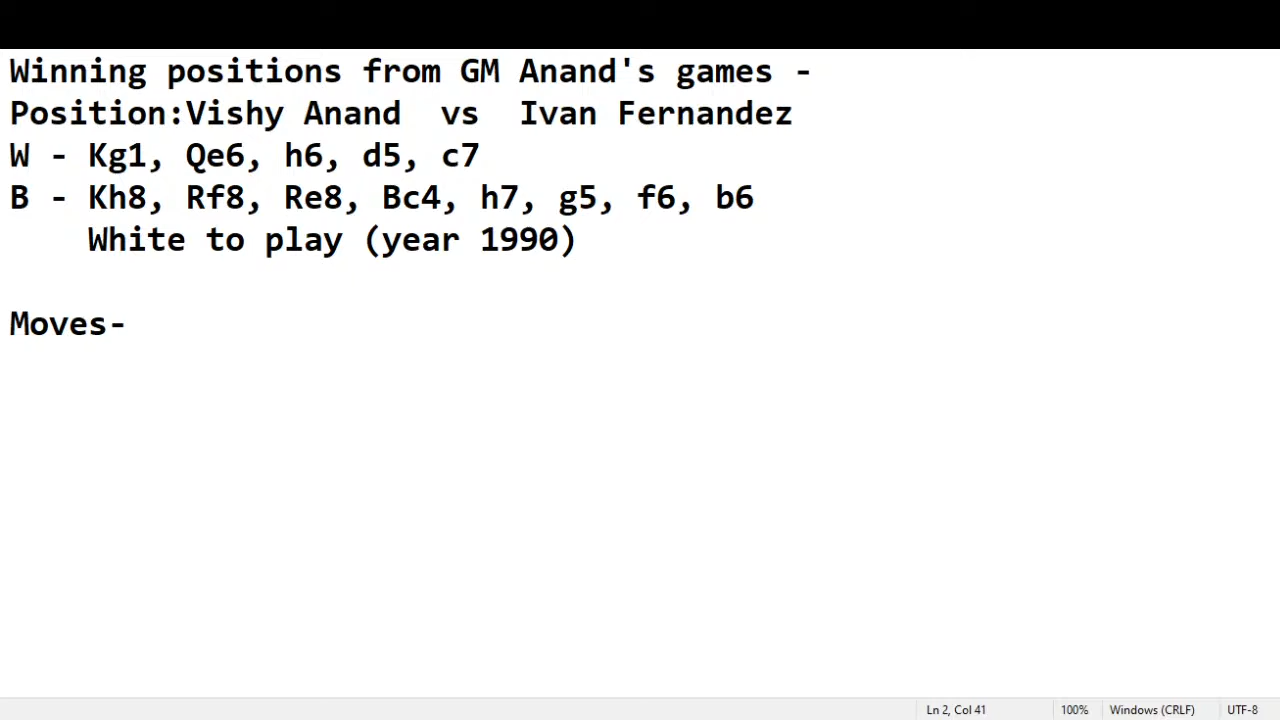 Winning positions from GM Anand's games -
Position:Vishy Anand  vs  Ivan Fernandez
W - Kg1, Qe6, h6, d5, c7
B - Kh8, Rf8, Re8, Bc4, h7, g5, f6, b6
White to play (year 1990)
Moves-
Ln 2, Col 41 100% Windows (CRLF) UTF-8